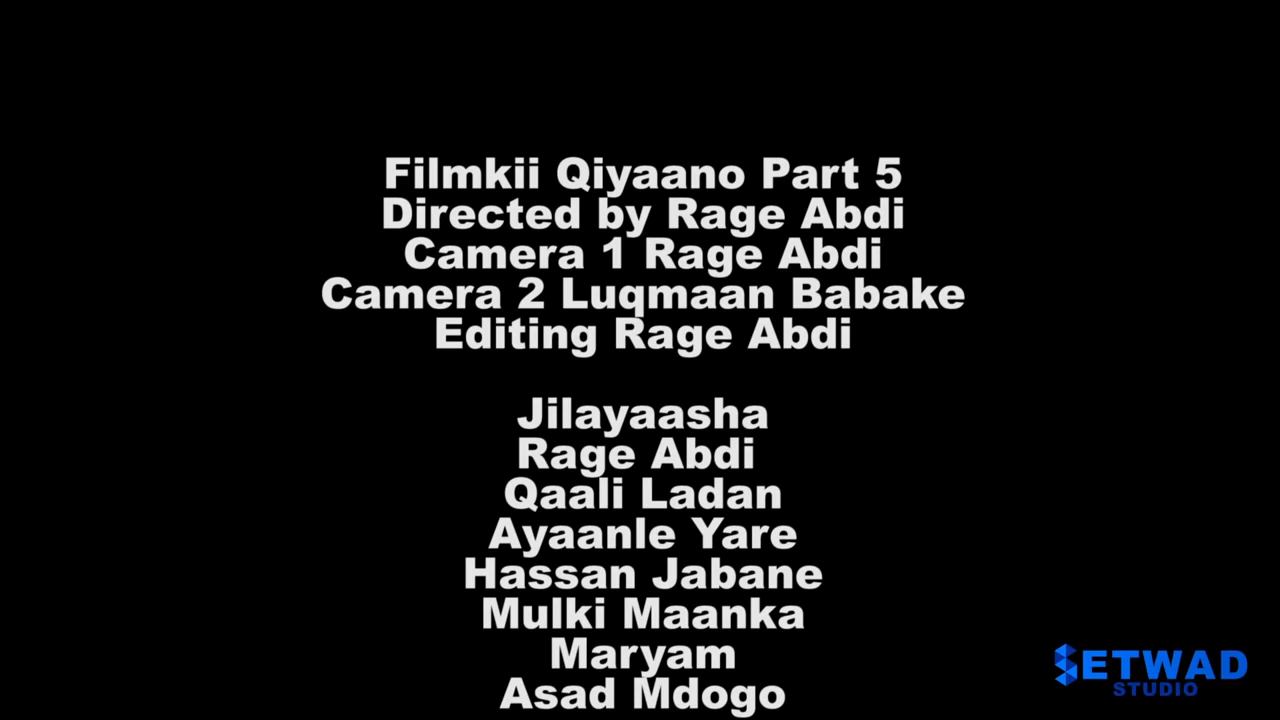 Filmkii Qiyaano Part 5
Directed by Rage Abdi
Camera 1 Rage Abdi
Camera 2 Luqmaan Babake
Editing Rage Abdi
Jilayaasha
Rage Abdi
Qaali Ladan
Ayaanle Yare
Hassan Jabane
Mulki Maanka
Maryam
Asad Mdogo
SETWAD
STUDIO